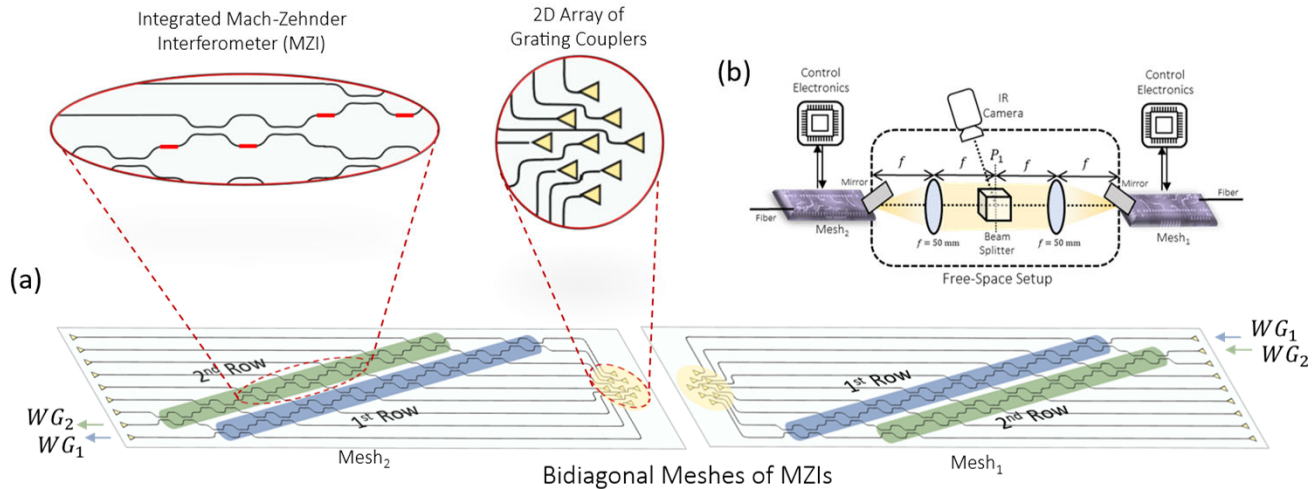 Integrated Mach-Zehnder
Interferometer (MZI)
2D Array of
Grating Couplers
(b)
Control
Electronics
IR
Camera
Control
Electronics
f
f
P₁
f
f
Mirror
Mirror
Fiber
Fiber
Mesh₂
f = 50 mm
Beam
Splitter
f = 50 mm
Mesh₁
Free-Space Setup
(a)
2nd Row
1st Row
WG₂
WG₁
Mesh₂
1st Row
2nd Row
WG₁
WG₂
Mesh₁
Bidiagonal Meshes of MZIs